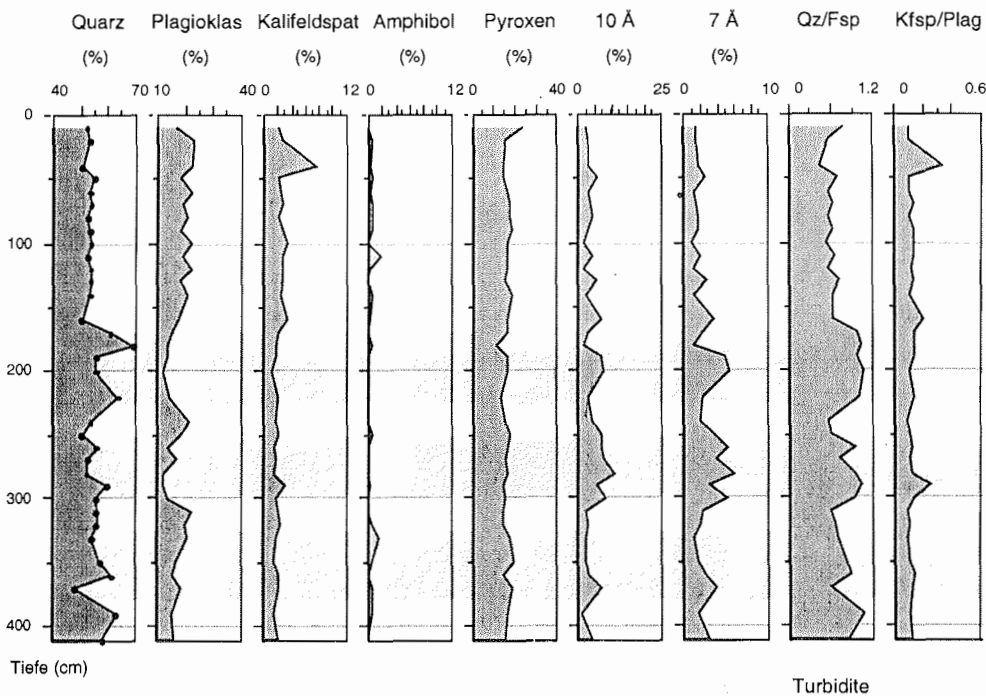 Quarz Plagioklas Kalifeldspat Amphibol Pyroxen 10 Å 7 Å Qz/Fsp Kfsp/Plag
(%) (%) (%) (%) (%) (%) (%)
40 70 10 40 0 12 0 12 0 40 0 25 0 10 0 1.2 0 0.6
0
100
200
300
400
Tiefe (cm)
Turbidite